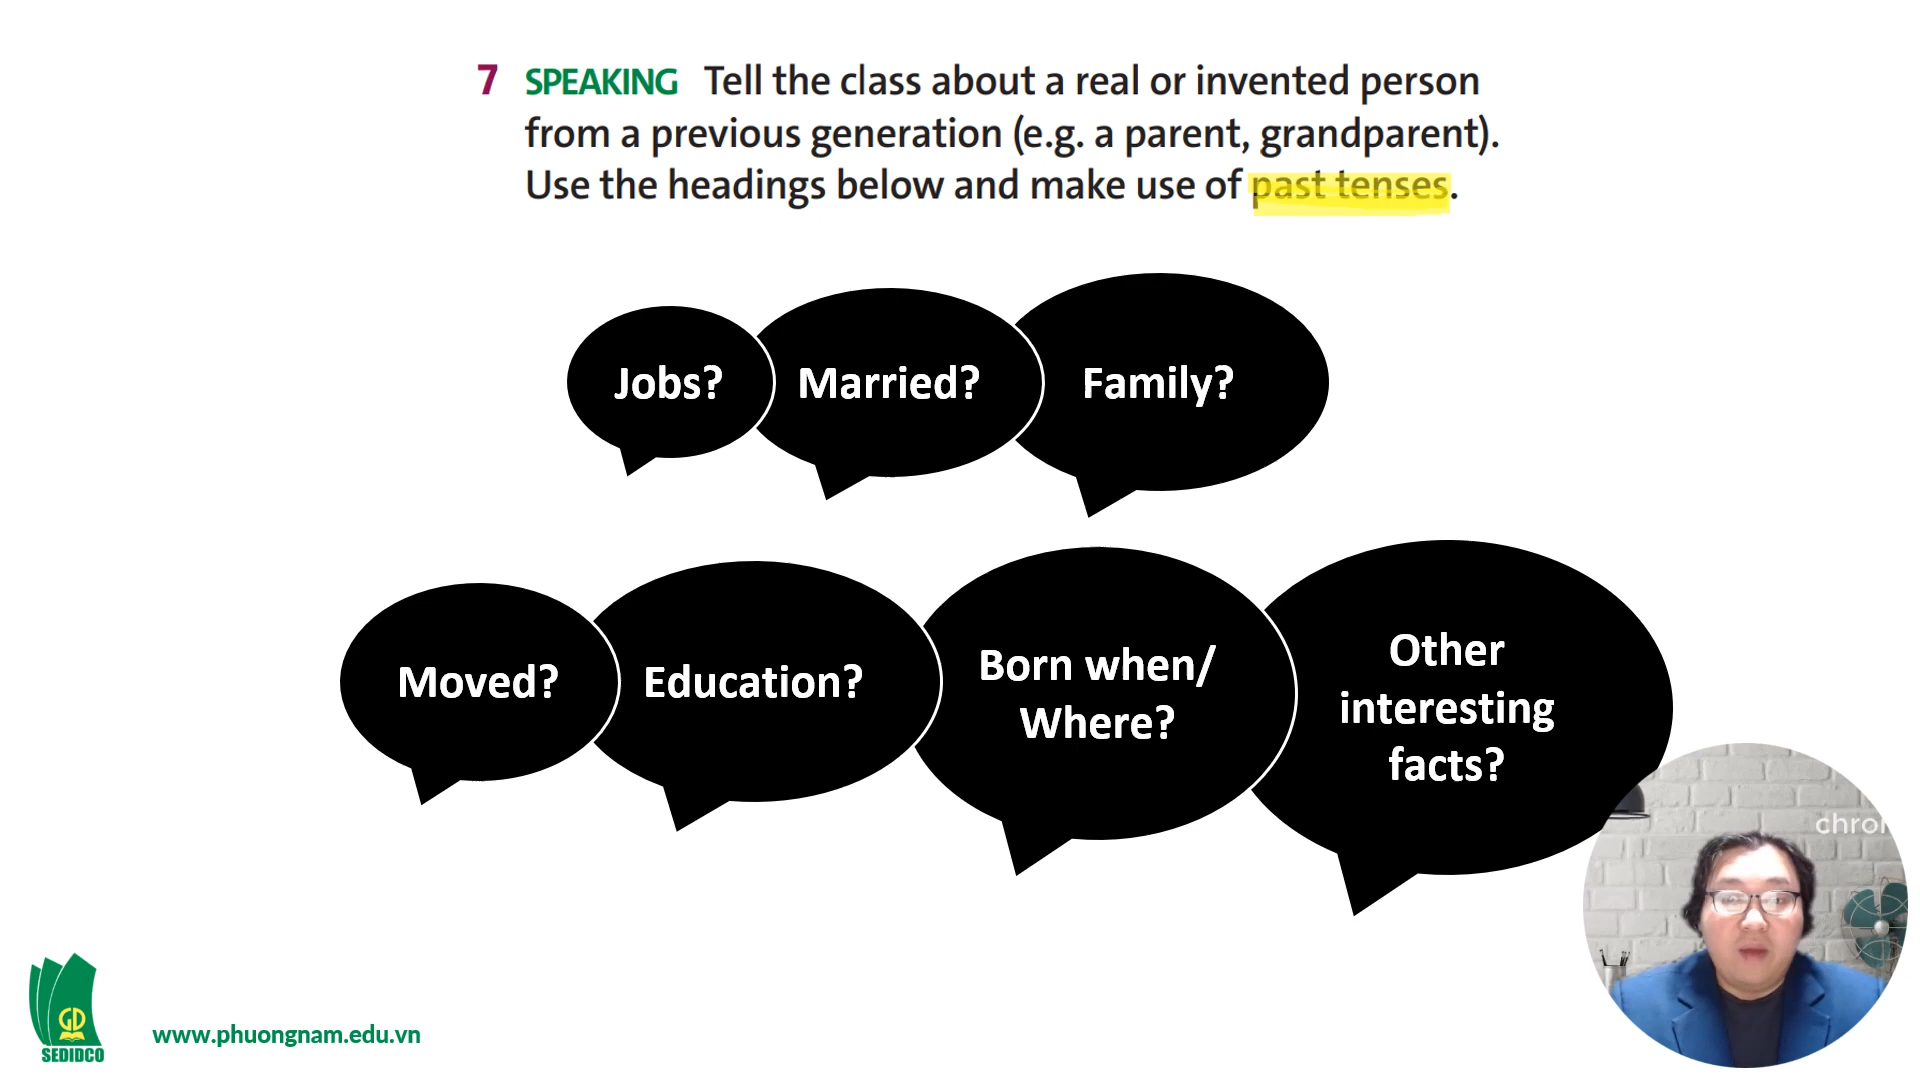 7 SPEAKING Tell the class about a real or invented person
from a previous generation (e.g. a parent, grandparent).
Use the headings below and make use of past tenses.
Jobs?
Married?
Family?
Moved?
Education?
Born when/
Where?
Other
interesting
facts?
chro
GD
SEDIDCO
www.phuongnam.edu.vn